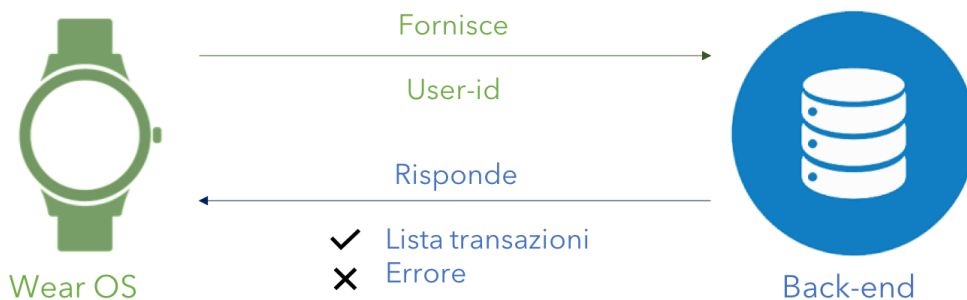 Fornisce
User-id
Risponde
Lista transazioni
Errore
Wear OS
Back-end